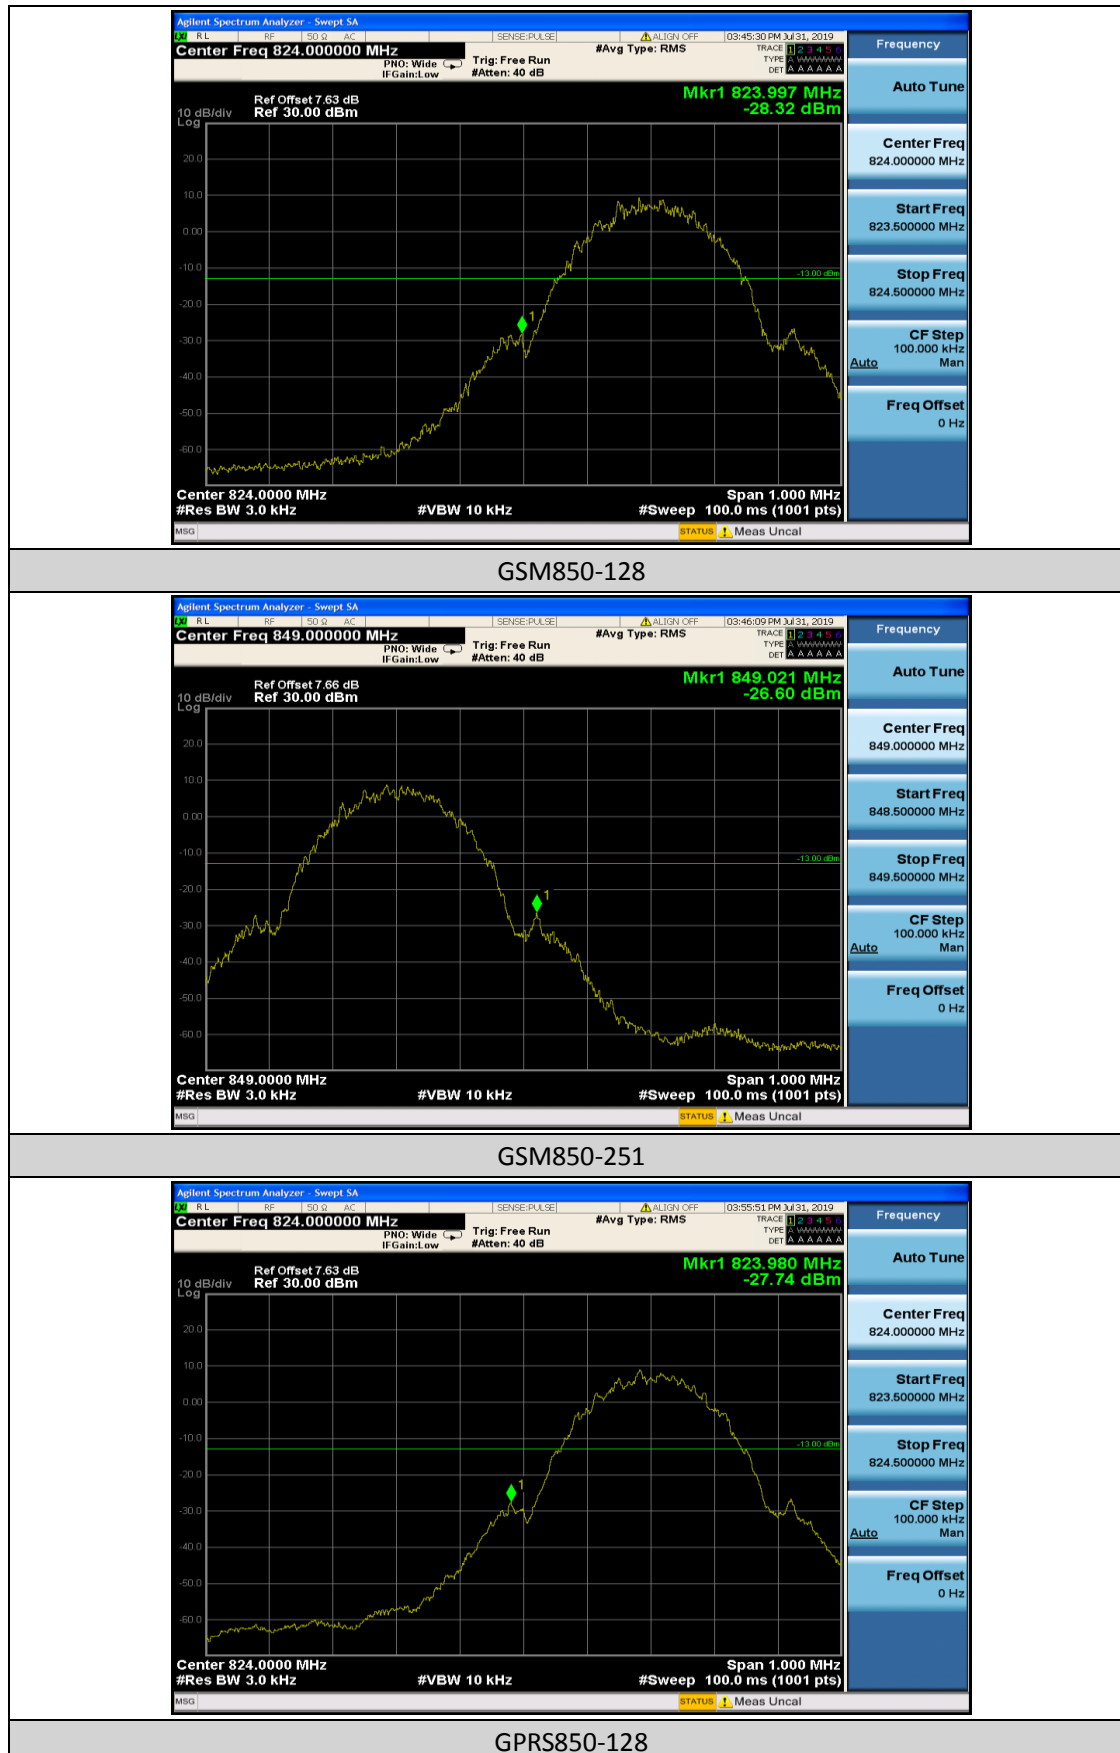 Agilent Spectrum Analyzer - Swept SA
LXI RL RF 50 Ω AC SENSE:PULSE ALIGN OFF 03:45:30 PM Jul 31, 2019
Center Freq 824.000000 MHz #Avg Type: RMS TRACE 1 2 3 4 5 6
PNO: Wide Trig: Free Run TYPE A WWWWW
IFGain:Low #Atten: 40 dB DET A A A A A A
Frequency
Auto Tune
Mkr1 823.997 MHz
Ref Offset 7.63 dB
10 dB/div Ref 30.00 dBm -28.32 dBm
Log
20.0
10.0
0.00
-10.0
-13.00 dBm
-20.0
1
-30.0
-40.0
-50.0
-60.0
Center Freq
824.000000 MHz
Start Freq
823.500000 MHz
Stop Freq
824.500000 MHz
CF Step
100.000 kHz
Auto Man
Freq Offset
0 Hz
Center 824.0000 MHz Span 1.000 MHz
#Res BW 3.0 kHz #VBW 10 kHz #Sweep 100.0 ms (1001 pts)
MSG STATUS Meas Uncal
GSM850-128
Agilent Spectrum Analyzer - Swept SA
LXI RL RF 50 Ω AC SENSE:PULSE ALIGN OFF 03:46:09 PM Jul 31, 2019
Center Freq 849.000000 MHz #Avg Type: RMS TRACE 1 2 3 4 5 6
PNO: Wide Trig: Free Run TYPE A WWWWW
IFGain:Low #Atten: 40 dB DET A A A A A A
Frequency
Auto Tune
Mkr1 849.021 MHz
Ref Offset 7.66 dB
10 dB/div Ref 30.00 dBm -26.60 dBm
Log
20.0
10.0
0.00
-10.0
-13.00 dBm
-20.0
1
-30.0
-40.0
-50.0
-60.0
Center Freq
849.000000 MHz
Start Freq
848.500000 MHz
Stop Freq
849.500000 MHz
CF Step
100.000 kHz
Auto Man
Freq Offset
0 Hz
Center 849.0000 MHz Span 1.000 MHz
#Res BW 3.0 kHz #VBW 10 kHz #Sweep 100.0 ms (1001 pts)
MSG STATUS Meas Uncal
GSM850-251
Agilent Spectrum Analyzer - Swept SA
LXI RL RF 50 Ω AC SENSE:PULSE ALIGN OFF 03:55:51 PM Jul 31, 2019
Center Freq 824.000000 MHz #Avg Type: RMS TRACE 1 2 3 4 5 6
PNO: Wide Trig: Free Run TYPE A WWWWW
IFGain:Low #Atten: 40 dB DET A A A A A A
Frequency
Auto Tune
Mkr1 823.980 MHz
Ref Offset 7.63 dB
10 dB/div Ref 30.00 dBm -27.74 dBm
Log
20.0
10.0
0.00
-10.0
-13.00 dBm
-20.0
1
-30.0
-40.0
-50.0
-60.0
Center Freq
824.000000 MHz
Start Freq
823.500000 MHz
Stop Freq
824.500000 MHz
CF Step
100.000 kHz
Auto Man
Freq Offset
0 Hz
Center 824.0000 MHz Span 1.000 MHz
#Res BW 3.0 kHz #VBW 10 kHz #Sweep 100.0 ms (1001 pts)
MSG STATUS Meas Uncal
GPRS850-128